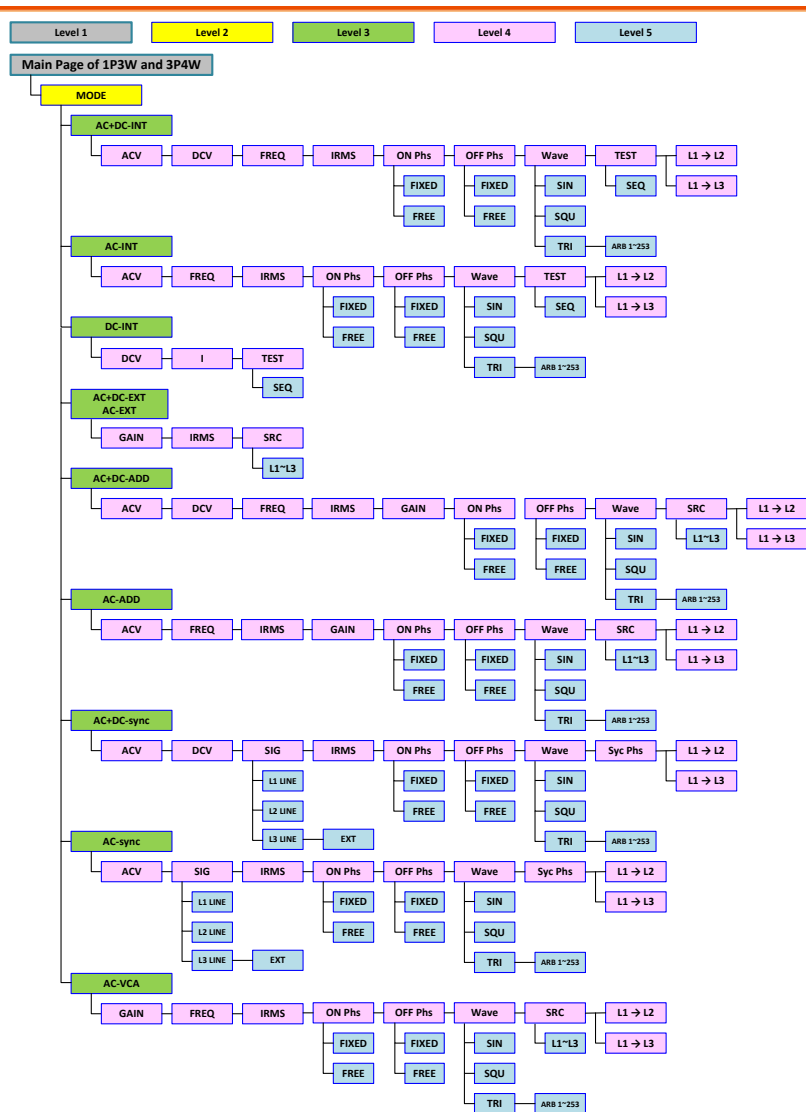 Level 1 Level 2 Level 3 Level 4 Level 5
Main Page of 1P3W and 3P4W
MODE
AC+DC-INT
ACV DCV FREQ IRMS ON Phs OFF Phs Wave TEST L1 → L2
FIXED FIXED SIN SEQ L1 → L3
FREE FREE SQU
TRI ARB 1~253
AC-INT
ACV FREQ IRMS ON Phs OFF Phs Wave TEST L1 → L2
FIXED FIXED SIN SEQ L1 → L3
FREE FREE SQU
TRI ARB 1~253
DC-INT
DCV I TEST
SEQ
AC+DC-EXT
AC-EXT
GAIN IRMS SRC
L1~L3
AC+DC-ADD
ACV DCV FREQ IRMS GAIN ON Phs OFF Phs Wave SRC L1 → L2
FIXED FIXED SIN L1~L3 L1 → L3
FREE FREE SQU
TRI ARB 1~253
AC-ADD
ACV FREQ IRMS GAIN ON Phs OFF Phs Wave SRC L1 → L2
FIXED FIXED SIN L1~L3 L1 → L3
FREE FREE SQU
TRI ARB 1~253
AC+DC-sync
ACV DCV SIG IRMS ON Phs OFF Phs Wave Syc Phs L1 → L2
L1 LINE FIXED FIXED SIN L1 → L3
L2 LINE FREE FREE SQU
L3 LINE EXT TRI ARB 1~253
AC-sync
ACV SIG IRMS ON Phs OFF Phs Wave Syc Phs L1 → L2
L1 LINE FIXED FIXED SIN L1 → L3
L2 LINE FREE FREE SQU
L3 LINE EXT TRI ARB 1~253
AC-VCA
GAIN FREQ IRMS ON Phs OFF Phs Wave SRC L1 → L2
FIXED FIXED SIN L1~L3 L1 → L3
FREE FREE SQU
TRI ARB 1~253